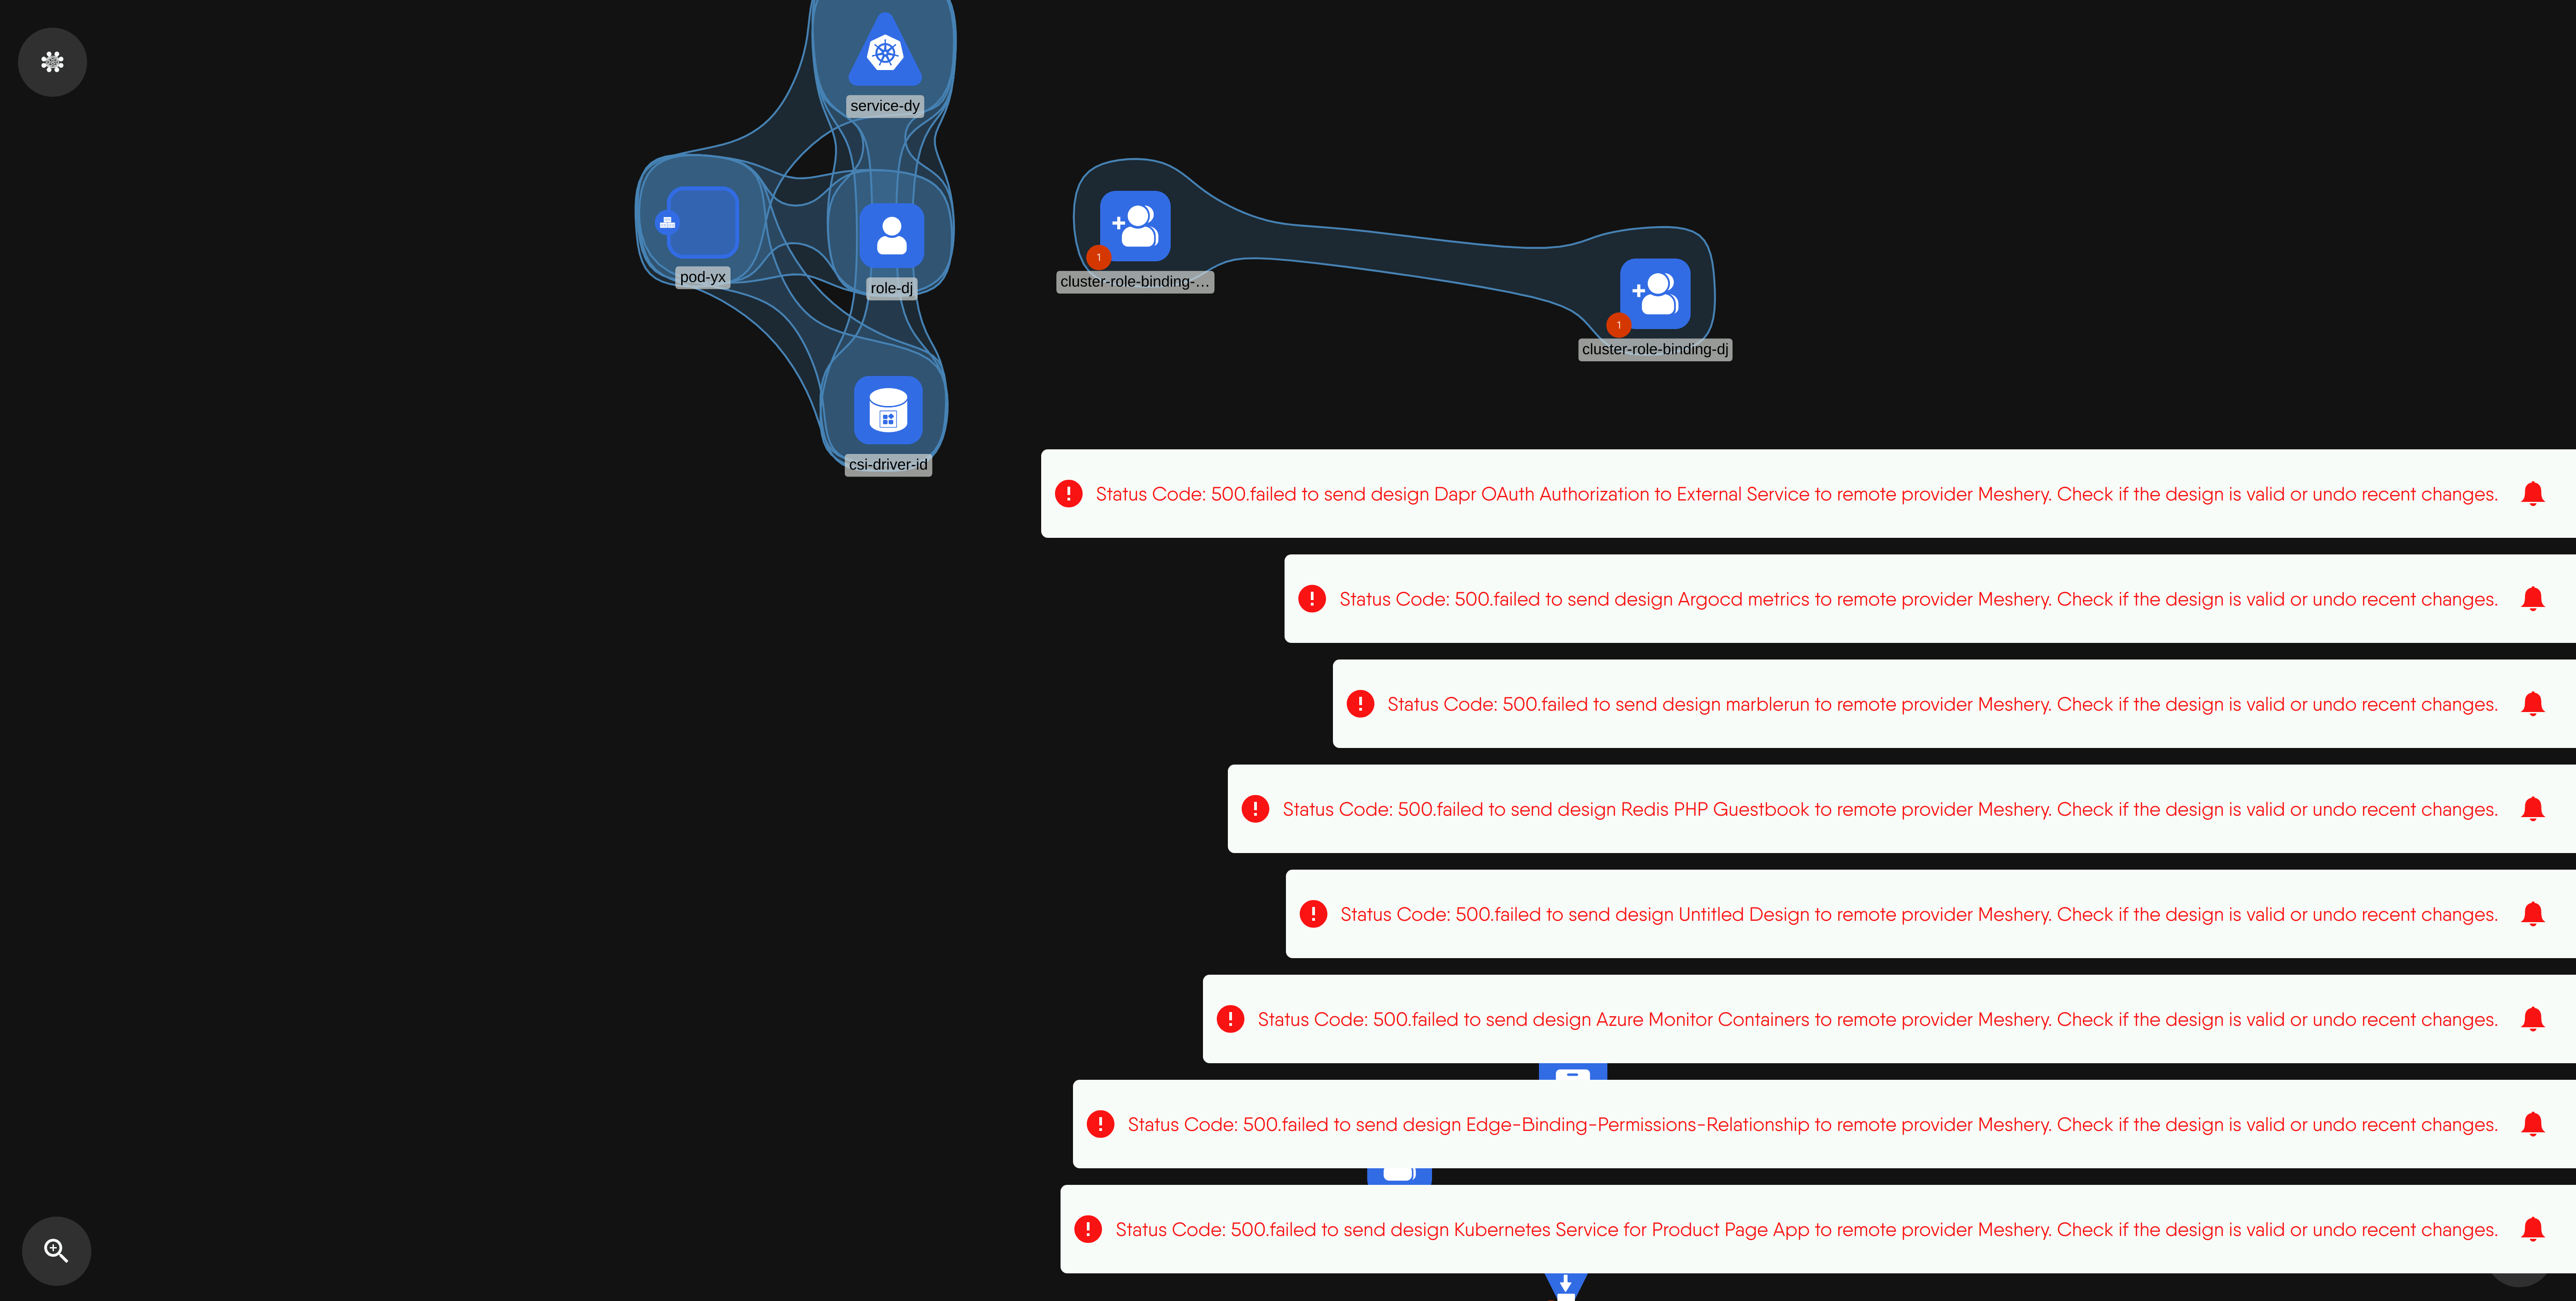 service-dy
pod-yx
role-dj
1
cluster-role-binding-...
1
cluster-role-binding-dj
csi-driver-id
Status Code: 500.failed to send design Dapr OAuth Authorization to External Service to remote provider Meshery. Check if the design is valid or undo recent changes.
Status Code: 500.failed to send design Argocd metrics to remote provider Meshery. Check if the design is valid or undo recent changes.
Status Code: 500.failed to send design marblerun to remote provider Meshery. Check if the design is valid or undo recent changes.
Status Code: 500.failed to send design Redis PHP Guestbook to remote provider Meshery. Check if the design is valid or undo recent changes.
Status Code: 500.failed to send design Untitled Design to remote provider Meshery. Check if the design is valid or undo recent changes.
Status Code: 500.failed to send design Azure Monitor Containers to remote provider Meshery. Check if the design is valid or undo recent changes.
Status Code: 500.failed to send design Edge-Binding-Permissions-Relationship to remote provider Meshery. Check if the design is valid or undo recent changes.
Status Code: 500.failed to send design Kubernetes Service for Product Page App to remote provider Meshery. Check if the design is valid or undo recent changes.